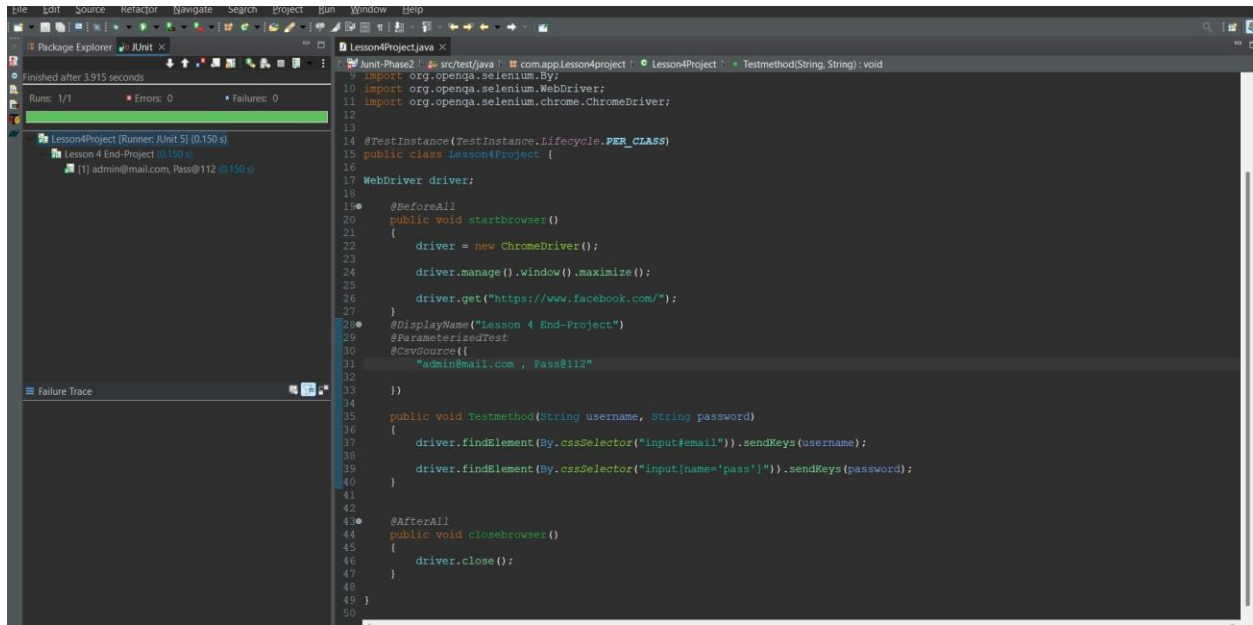 File Edit Source Refactor Navigate Search Project Run Window Help
Package Explorer JUnit ×
Finished after 3.915 seconds
Runs: 1/1 Errors: 0 Failures: 0
Lesson4Project [Runner: JUnit 5] (0.150 s)
Lesson 4 End-Project (0.150 s)
[1] admin@mail.com, Pass@112 (0.150 s)
Failure Trace
Lesson4Project.java ×
Junit-Phase2 src/test/java com.app.Lesson4project Lesson4Project Testmethod(String, String) : void
9 import org.openqa.selenium.By;
10 import org.openqa.selenium.WebDriver;
11 import org.openqa.selenium.chrome.ChromeDriver;
12
13
14 @TestInstance(TestInstance.Lifecycle.PER_CLASS)
15 public class Lesson4Project {
16
17 WebDriver driver;
18
19 @BeforeAll
20 public void startbrowser()
21 {
22 driver = new ChromeDriver();
23
24 driver.manage().window().maximize();
25
26 driver.get("https://www.facebook.com/");
27 }
28 @DisplayName("Lesson 4 End-Project")
29 @ParameterizedTest
30 @CsvSource({
31 "admin@mail.com , Pass@112"
32
33 })
34
35 public void Testmethod(String username, String password)
36 {
37 driver.findElement(By.cssSelector("input#email")).sendKeys(username);
38
39 driver.findElement(By.cssSelector("input[name='pass']")).sendKeys(password);
40 }
41
42
43 @AfterAll
44 public void closebrowser()
45 {
46 driver.close();
47 }
48
49 }
50